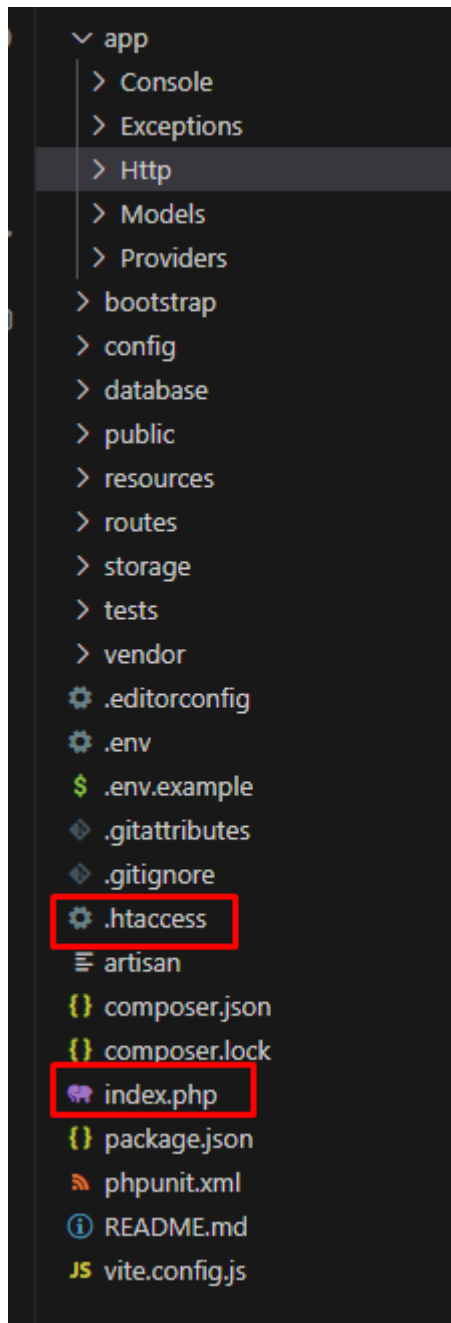 app
Console
Exceptions
Http
Models
Providers
bootstrap
config
database
public
resources
routes
storage
tests
vendor
.editorconfig
.env
$ .env.example
.gitattributes
.gitignore
.htaccess
artisan
{} composer.json
{} composer.lock
index.php
{} package.json
phpunit.xml
README.md
JS vite.config.js